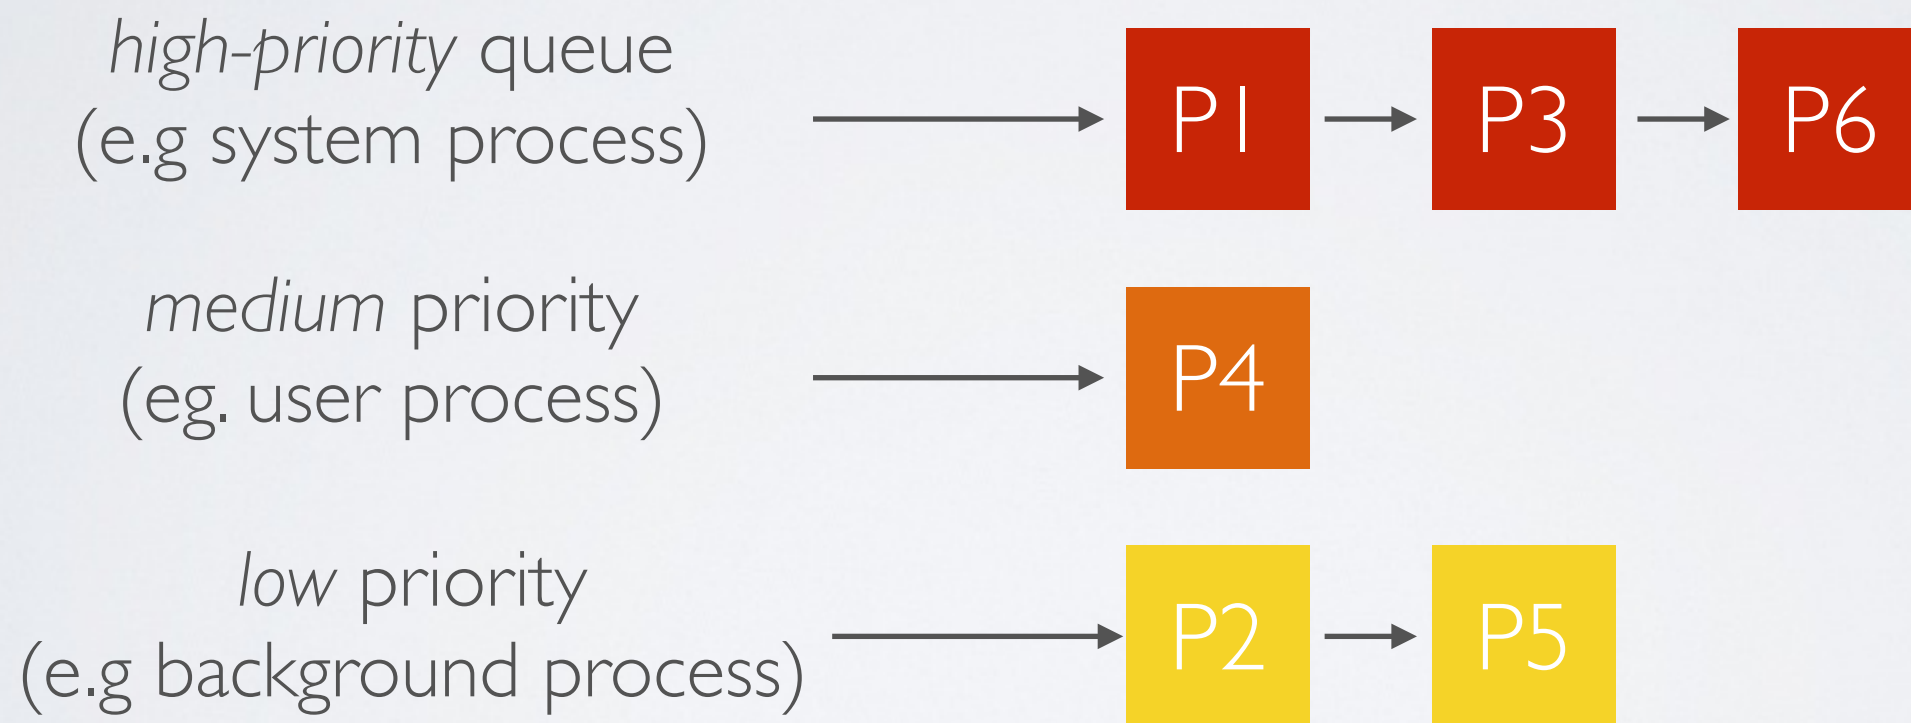 high-priority queue
(e.g system process)
P1
P3
P6
medium priority
(eg. user process)
P4
low priority
(e.g background process)
P2
P5